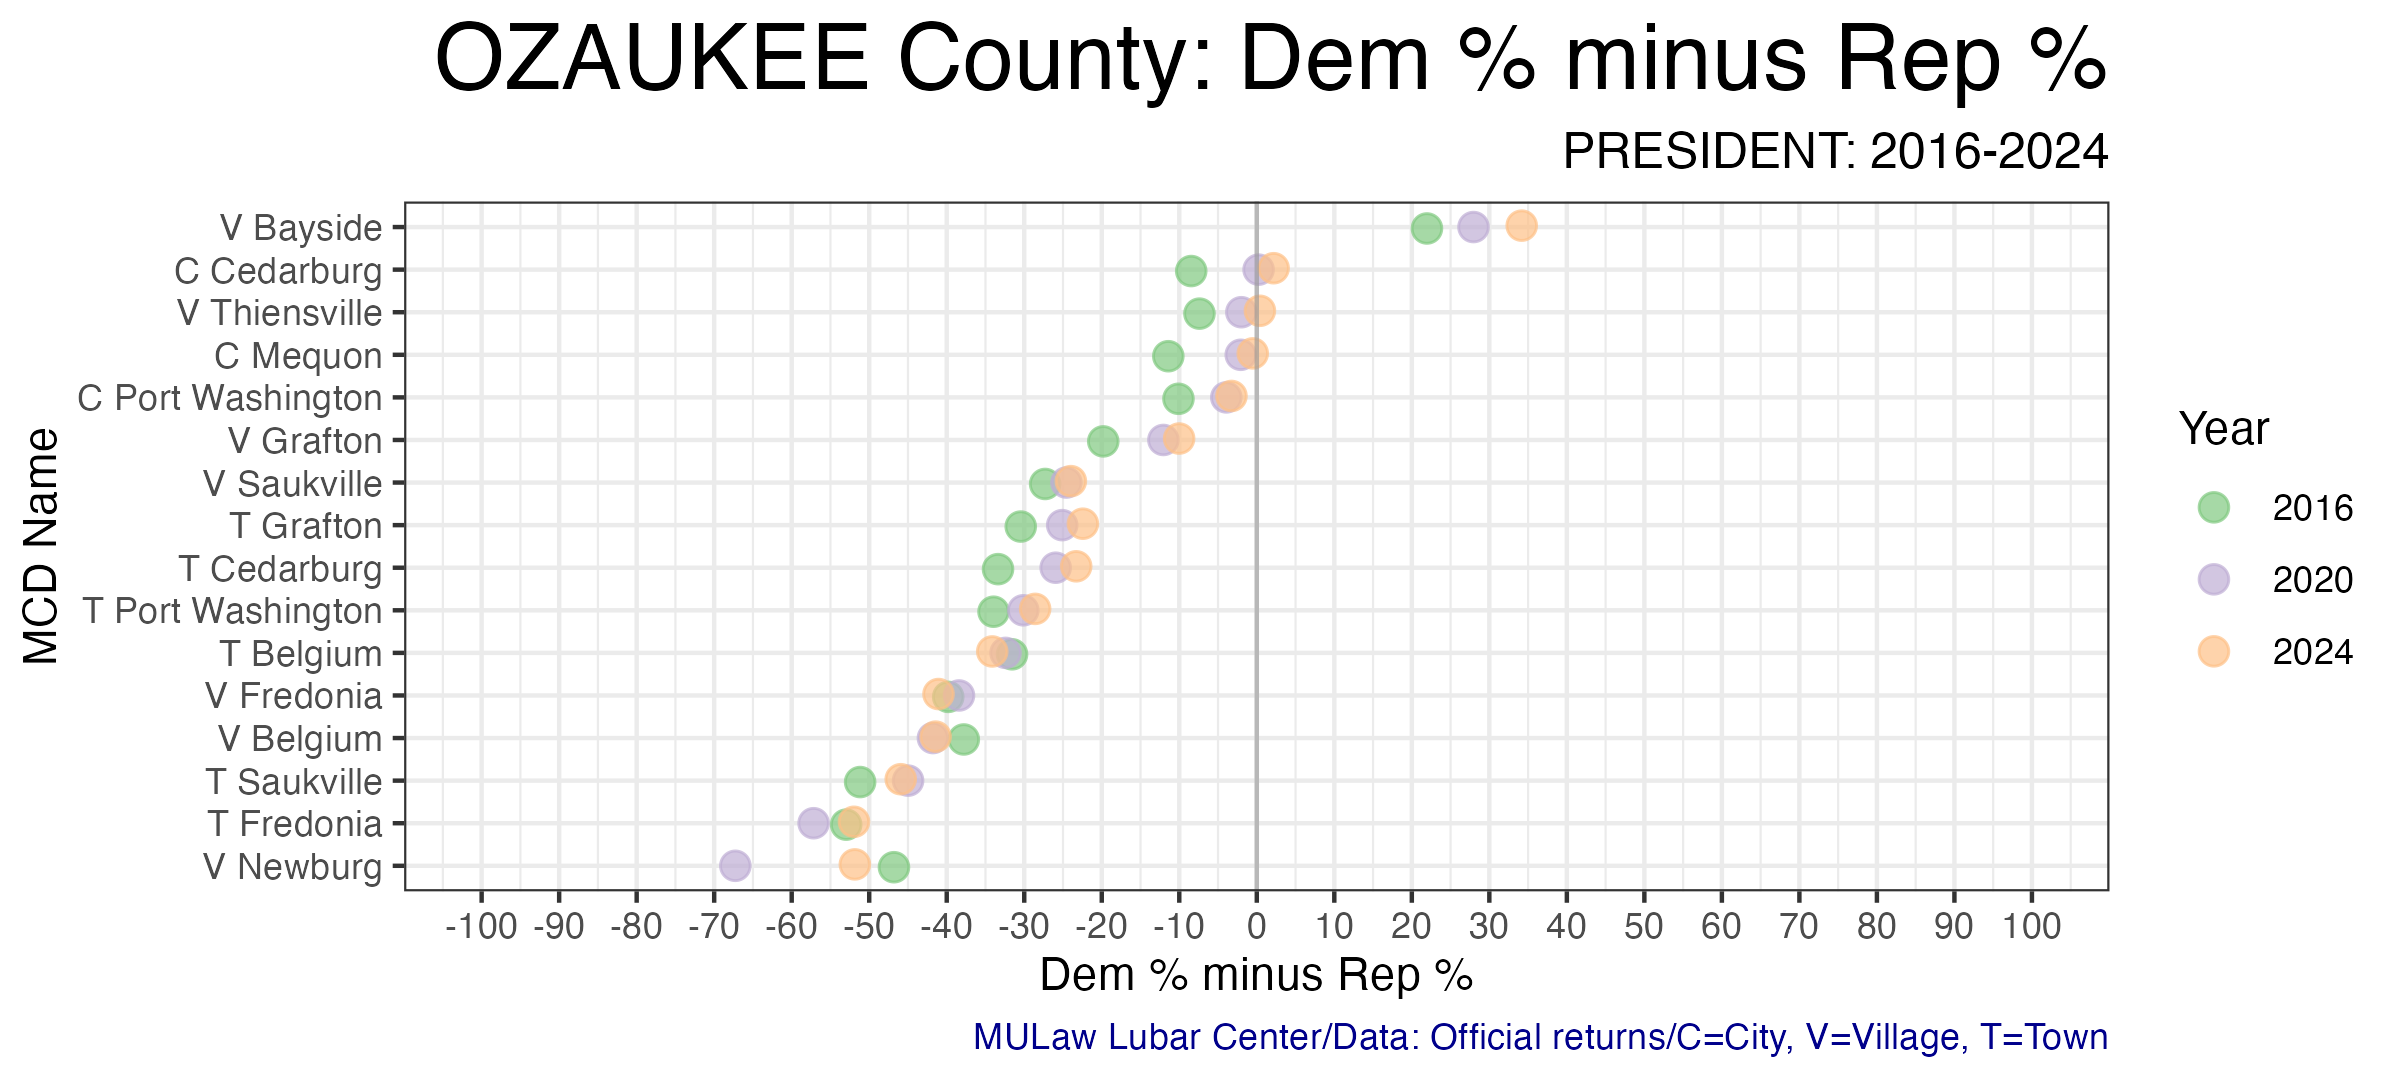 OZAUKEE County: Dem % minus Rep %
PRESIDENT: 2016-2024
MCD Name
V Bayside
C Cedarburg
V Thiensville
C Mequon
C Port Washington
V Grafton
V Saukville
T Grafton
T Cedarburg
T Port Washington
T Belgium
V Fredonia
V Belgium
T Saukville
T Fredonia
V Newburg
-100 -90 -80 -70 -60 -50 -40 -30 -20 -10 0 10 20 30 40 50 60 70 80 90 100
Dem % minus Rep %
Year
2016
2020
2024
MULaw Lubar Center/Data: Official returns/C=City, V=Village, T=Town